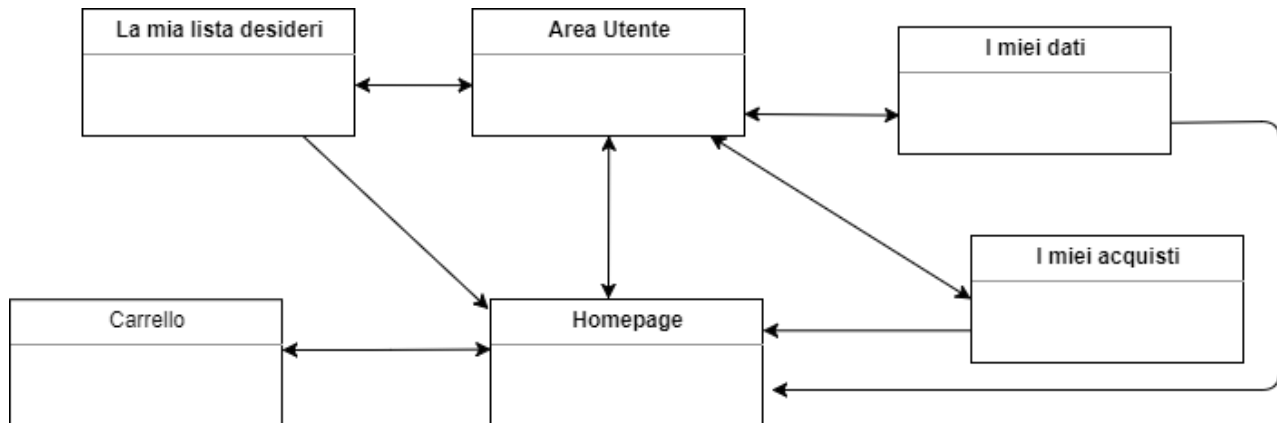 La mia lista desideri
Area Utente
I miei dati
I miei acquisti
Carrello
Homepage